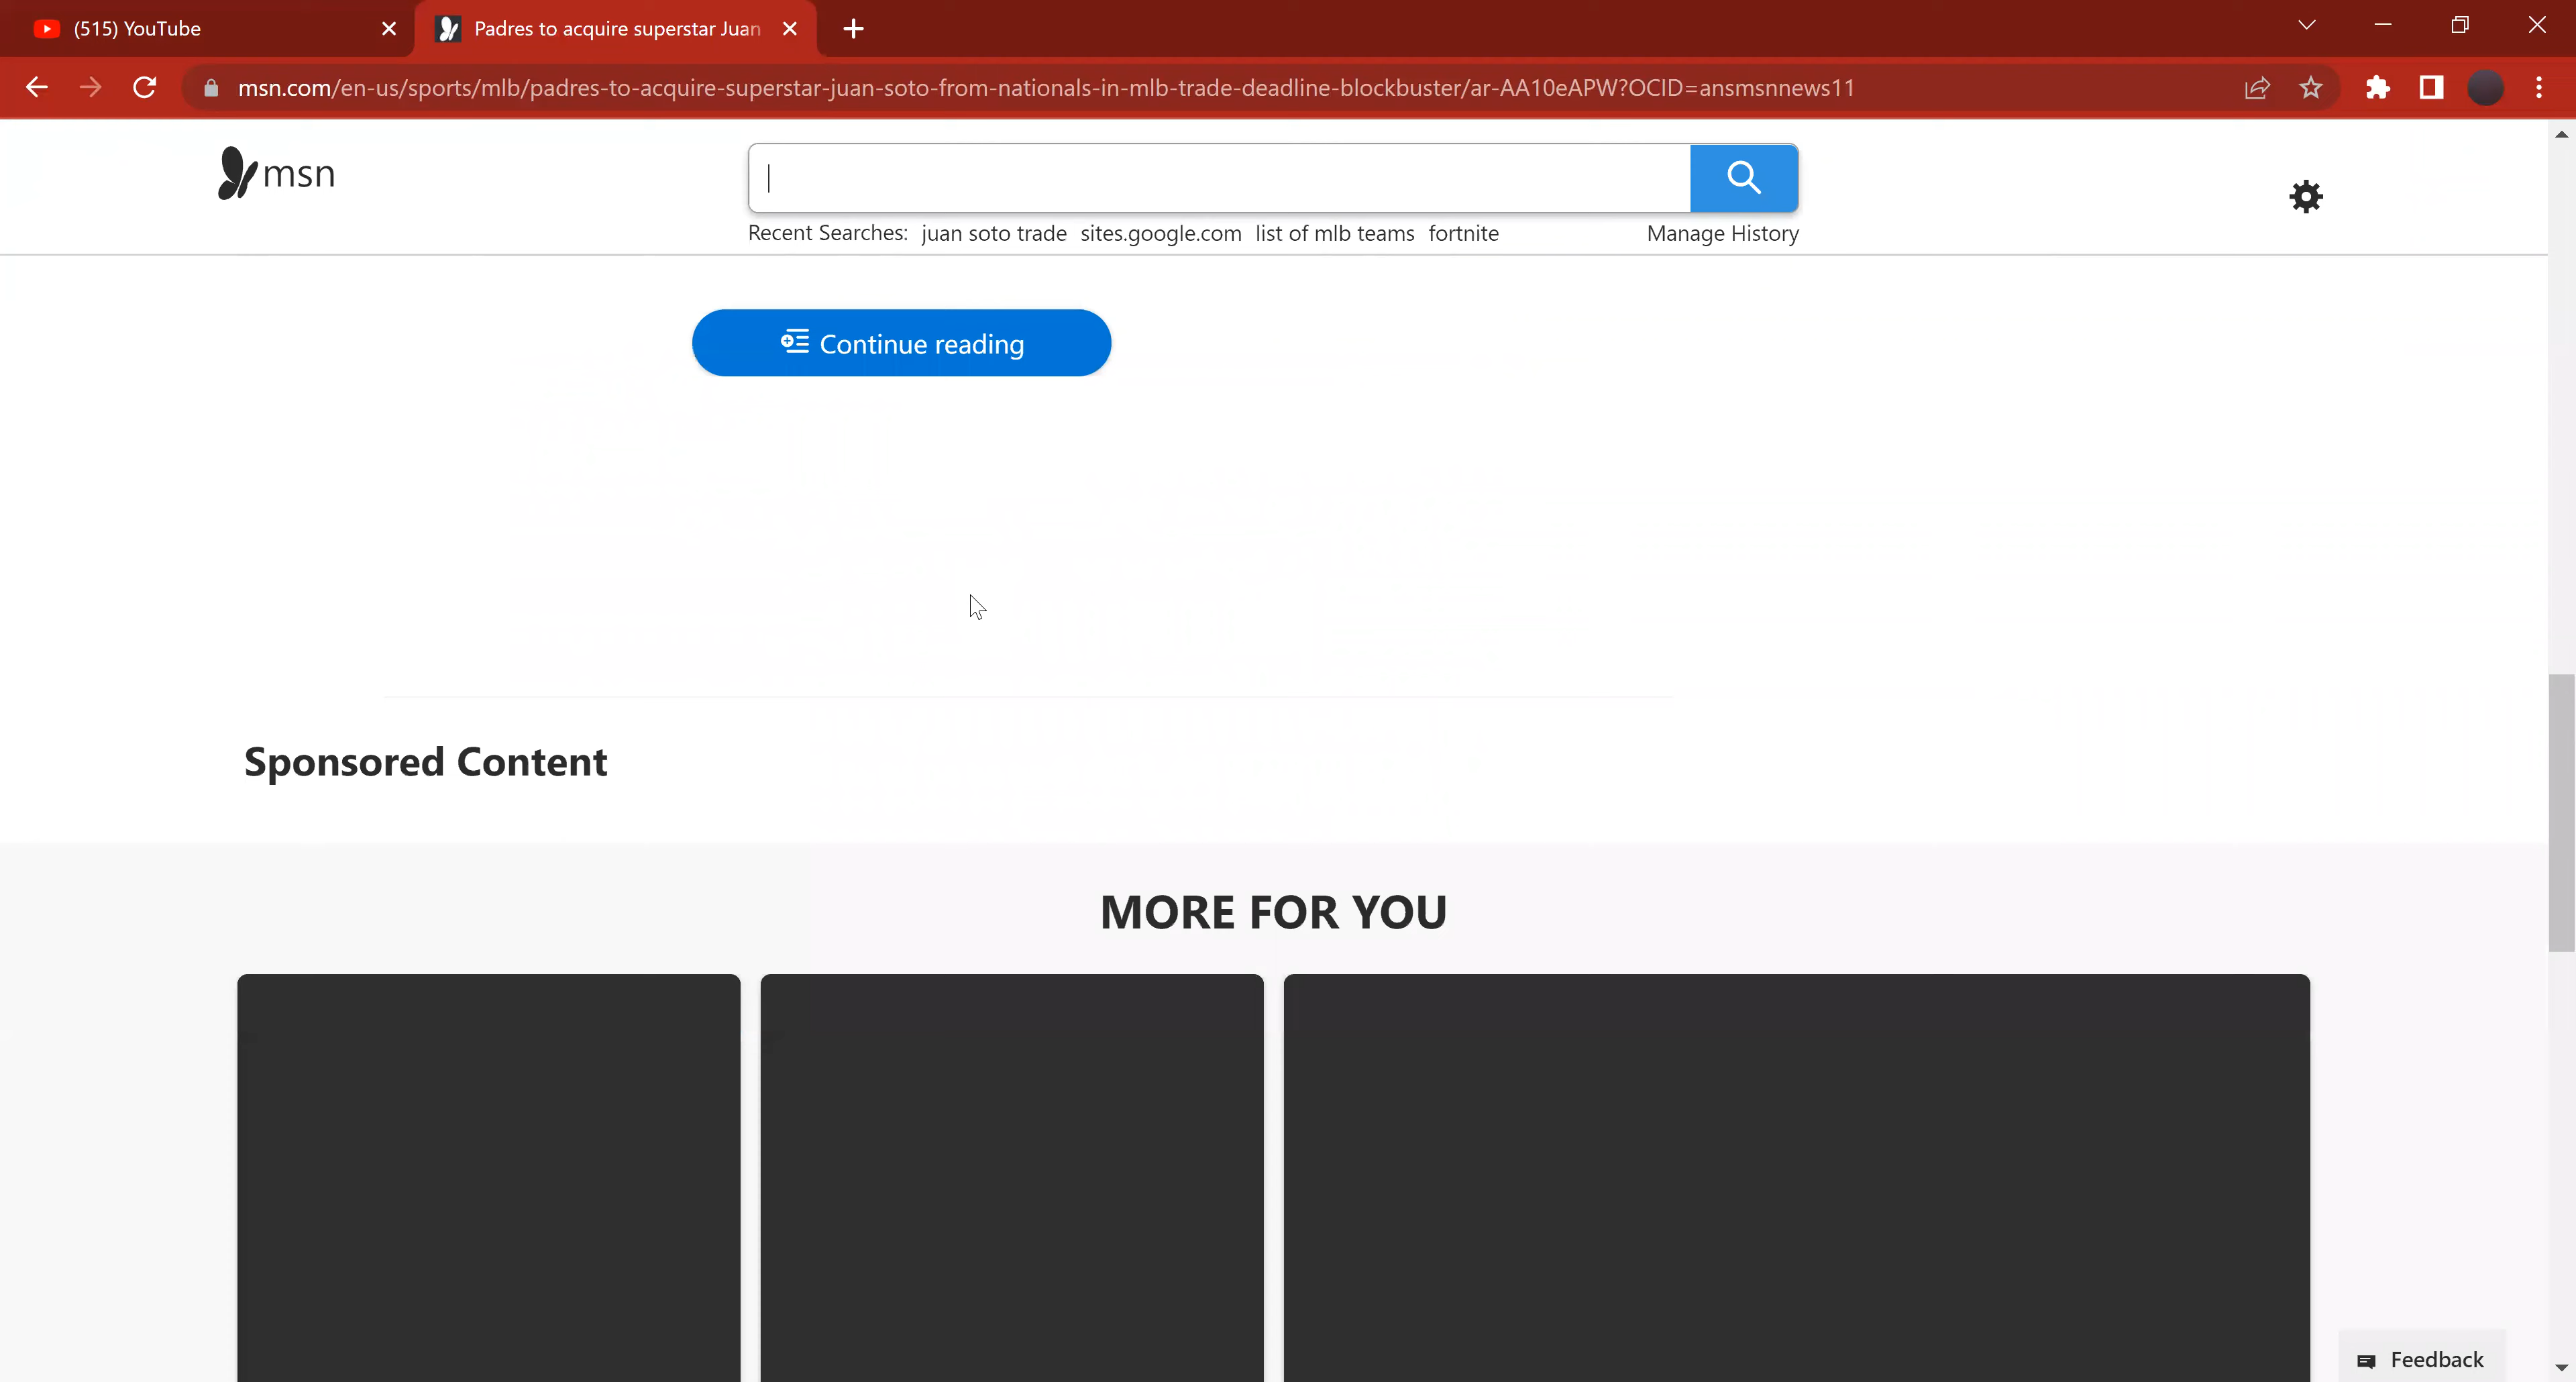 (515) YouTube
Padres to acquire superstar Juan
msn.com/en-us/sports/mlb/padres-to-acquire-superstar-juan-soto-from-nationals-in-mlb-trade-deadline-blockbuster/ar-AA10eAPW?OCID=ansmsnnews11
msn
Recent Searches: juan soto trade sites.google.com list of mlb teams fortnite Manage History
Continue reading
Sponsored Content
MORE FOR YOU
Feedback